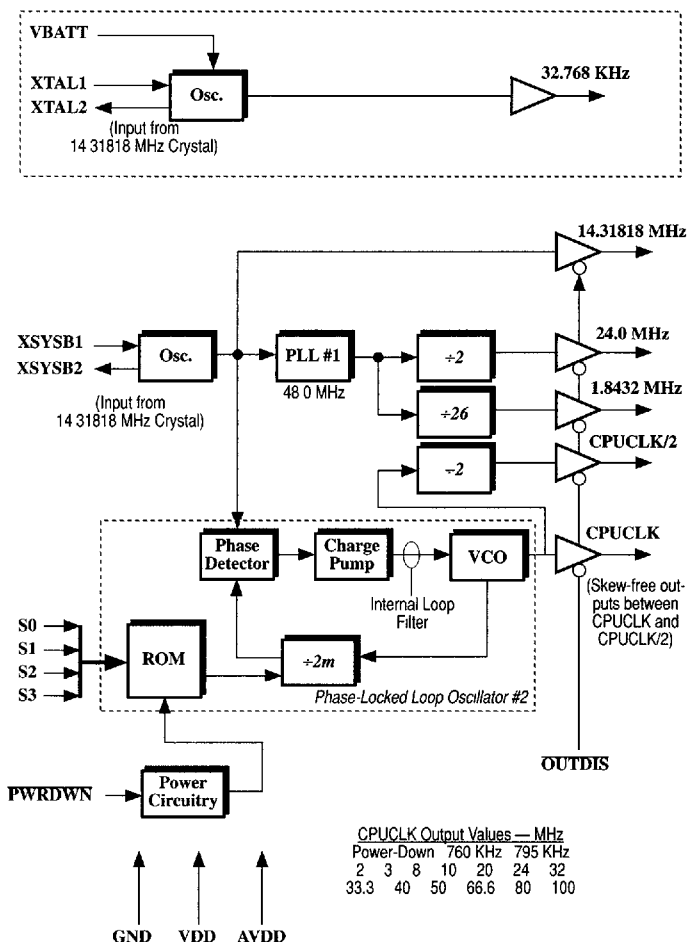 VBATT
XTAL1
XTAL2
Osc.
32.768 KHz
(Input from
14 31818 MHz Crystal)
14.31818 MHz
XSYSB1
XSYSB2
Osc.
PLL #1
48 0 MHz
÷2
24.0 MHz
(Input from
14 31818 MHz Crystal)
÷26
1.8432 MHz
÷2
CPUCLK/2
Phase
Detector
Charge
Pump
VCO
CPUCLK
Internal Loop
Filter
(Skew-free out-
puts between
CPUCLK and
CPUCLK/2)
S0
S1
S2
S3
ROM
÷2m
Phase-Locked Loop Oscillator #2
OUTDIS
PWRDWN
Power
Circuitry
CPUCLK Output Values — MHz
Power-Down 760 KHz 795 KHz
2 3 8 10 20 24 32
33.3 40 50 66.6 80 100
GND VDD AVDD